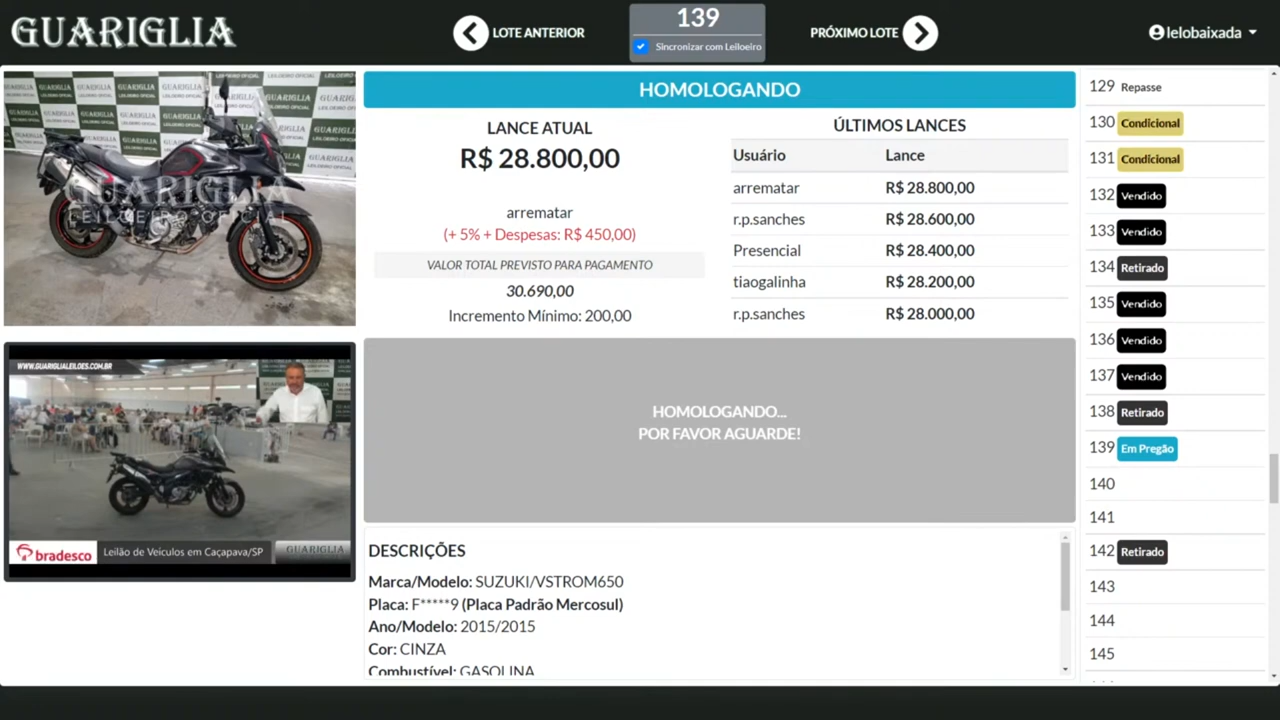 GUARIGLIA
LOTE ANTERIOR
139
Sincronizar com Leiloeiro
PRÓXIMO LOTE
lelobaixada
GUARIGLIA
LEILOEIRO OFICIAL
WWW.GUARIGLIALEILOES.COM.BR
bradesco
Leilão de Veículos em Caçapava/SP
GUARIGLIA
HOMOLOGANDO
LANCE ATUAL
R$ 28.800,00
arrematar
(+ 5% + Despesas: R$ 450,00)
VALOR TOTAL PREVISTO PARA PAGAMENTO
30.690,00
Incremento Mínimo: 200,00
ÚLTIMOS LANCES
Usuário Lance
arrematar R$ 28.800,00
r.p.sanches R$ 28.600,00
Presencial R$ 28.400,00
tiaogalinha R$ 28.200,00
r.p.sanches R$ 28.000,00
HOMOLOGANDO...
POR FAVOR AGUARDE!
DESCRIÇÕES
Marca/Modelo: SUZUKI/VSTROM650
Placa: F*****9 (Placa Padrão Mercosul)
Ano/Modelo: 2015/2015
Cor: CINZA
Combustível: GASOLINA
129 Repasse
130 Condicional
131 Condicional
132 Vendido
133 Vendido
134 Retirado
135 Vendido
136 Vendido
137 Vendido
138 Retirado
139 Em Pregão
140
141
142 Retirado
143
144
145